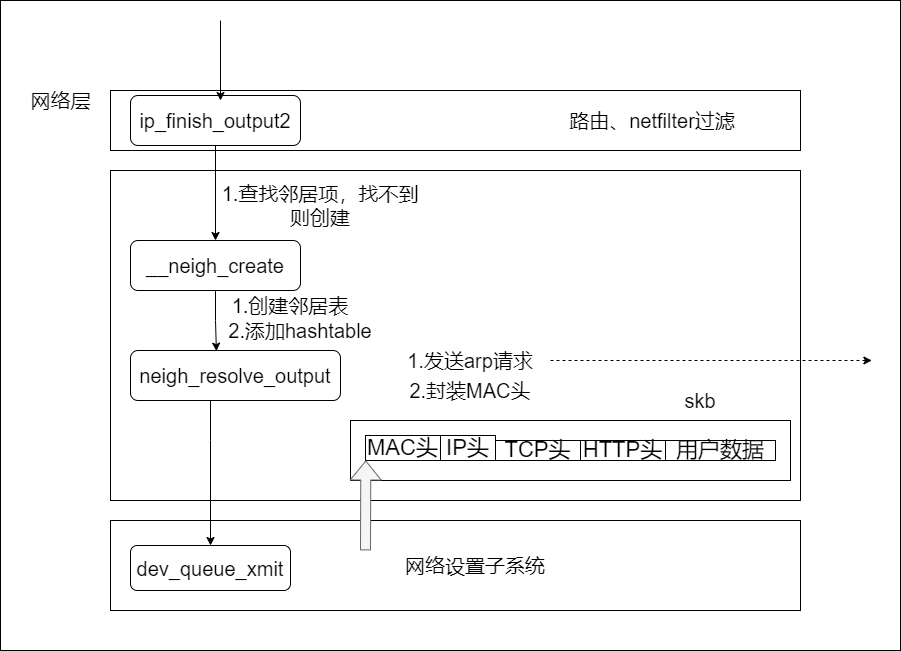 网络层
ip_finish_output2
路由、netfilter过滤
1.查找邻居项，找不到
则创建
__neigh_create
1.创建邻居表
2.添加hashtable
neigh_resolve_output
1.发送arp请求
2.封装MAC头
skb
MAC头 IP头 TCP头 HTTP头 用户数据
dev_queue_xmit
网络设置子系统